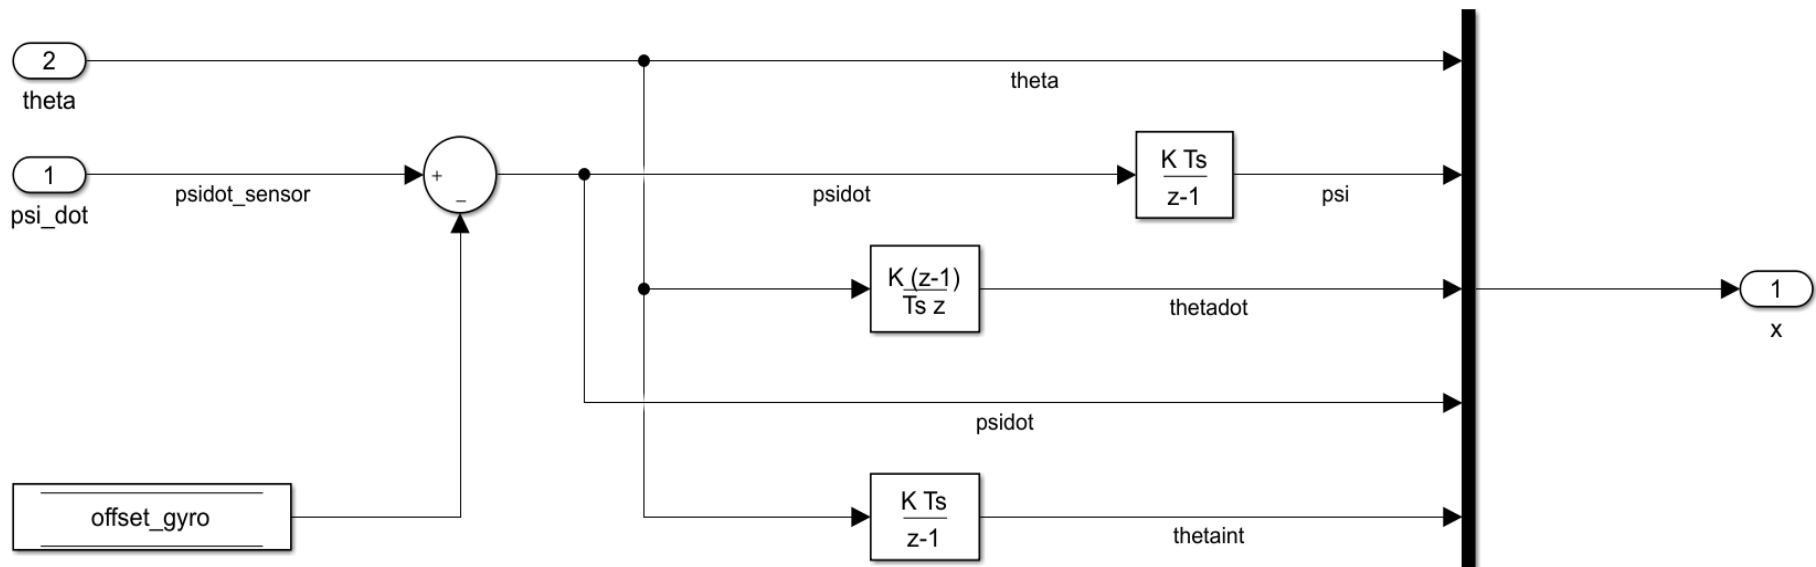 2
theta
theta
1
psi_dot
psidot_sensor
+
−
psidot
K Ts
z-1
psi
K (z-1)
Ts z
thetadot
1
x
psidot
offset_gyro
K Ts
z-1
thetaint